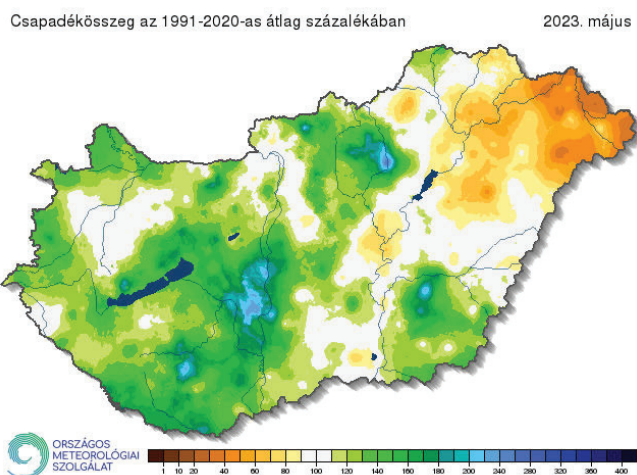 Csapadékösszeg az 1991-2020-as átlag százalékában 2023. május
ORSZÁGOS
METEOROLÓGIAI
SZOLGÁLAT
1 10 20 40 60 80 100 120 140 160 180 200 220 240 280 320 360 400